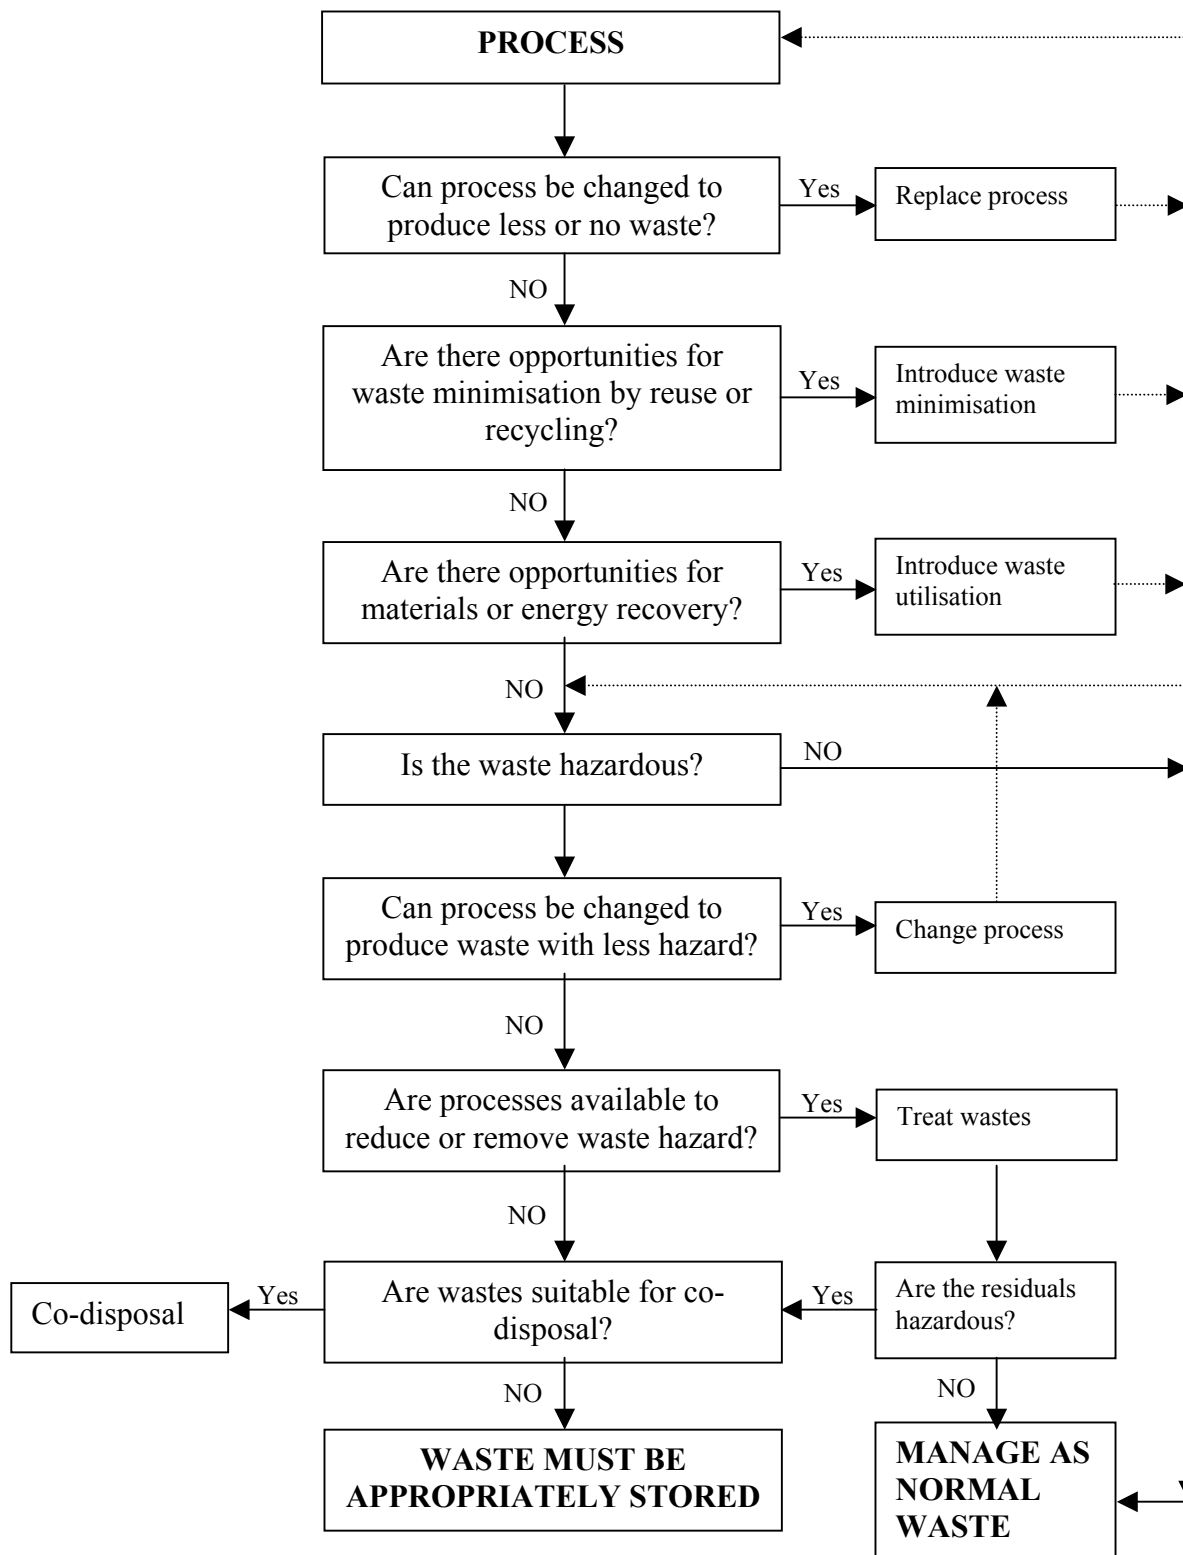 PROCESS
Can process be changed to
produce less or no waste?
Yes
Replace process
NO
Are there opportunities for
waste minimisation by reuse or
recycling?
Yes
Introduce waste
minimisation
NO
Are there opportunities for
materials or energy recovery?
Yes
Introduce waste
utilisation
NO
Is the waste hazardous?
NO
Can process be changed to
produce waste with less hazard?
Yes
Change process
NO
Are processes available to
reduce or remove waste hazard?
Yes
Treat wastes
NO
Co-disposal
Yes
Are wastes suitable for co-
disposal?
Yes
Are the residuals
hazardous?
NO
NO
WASTE MUST BE
APPROPRIATELY STORED
MANAGE AS
NORMAL
WASTE